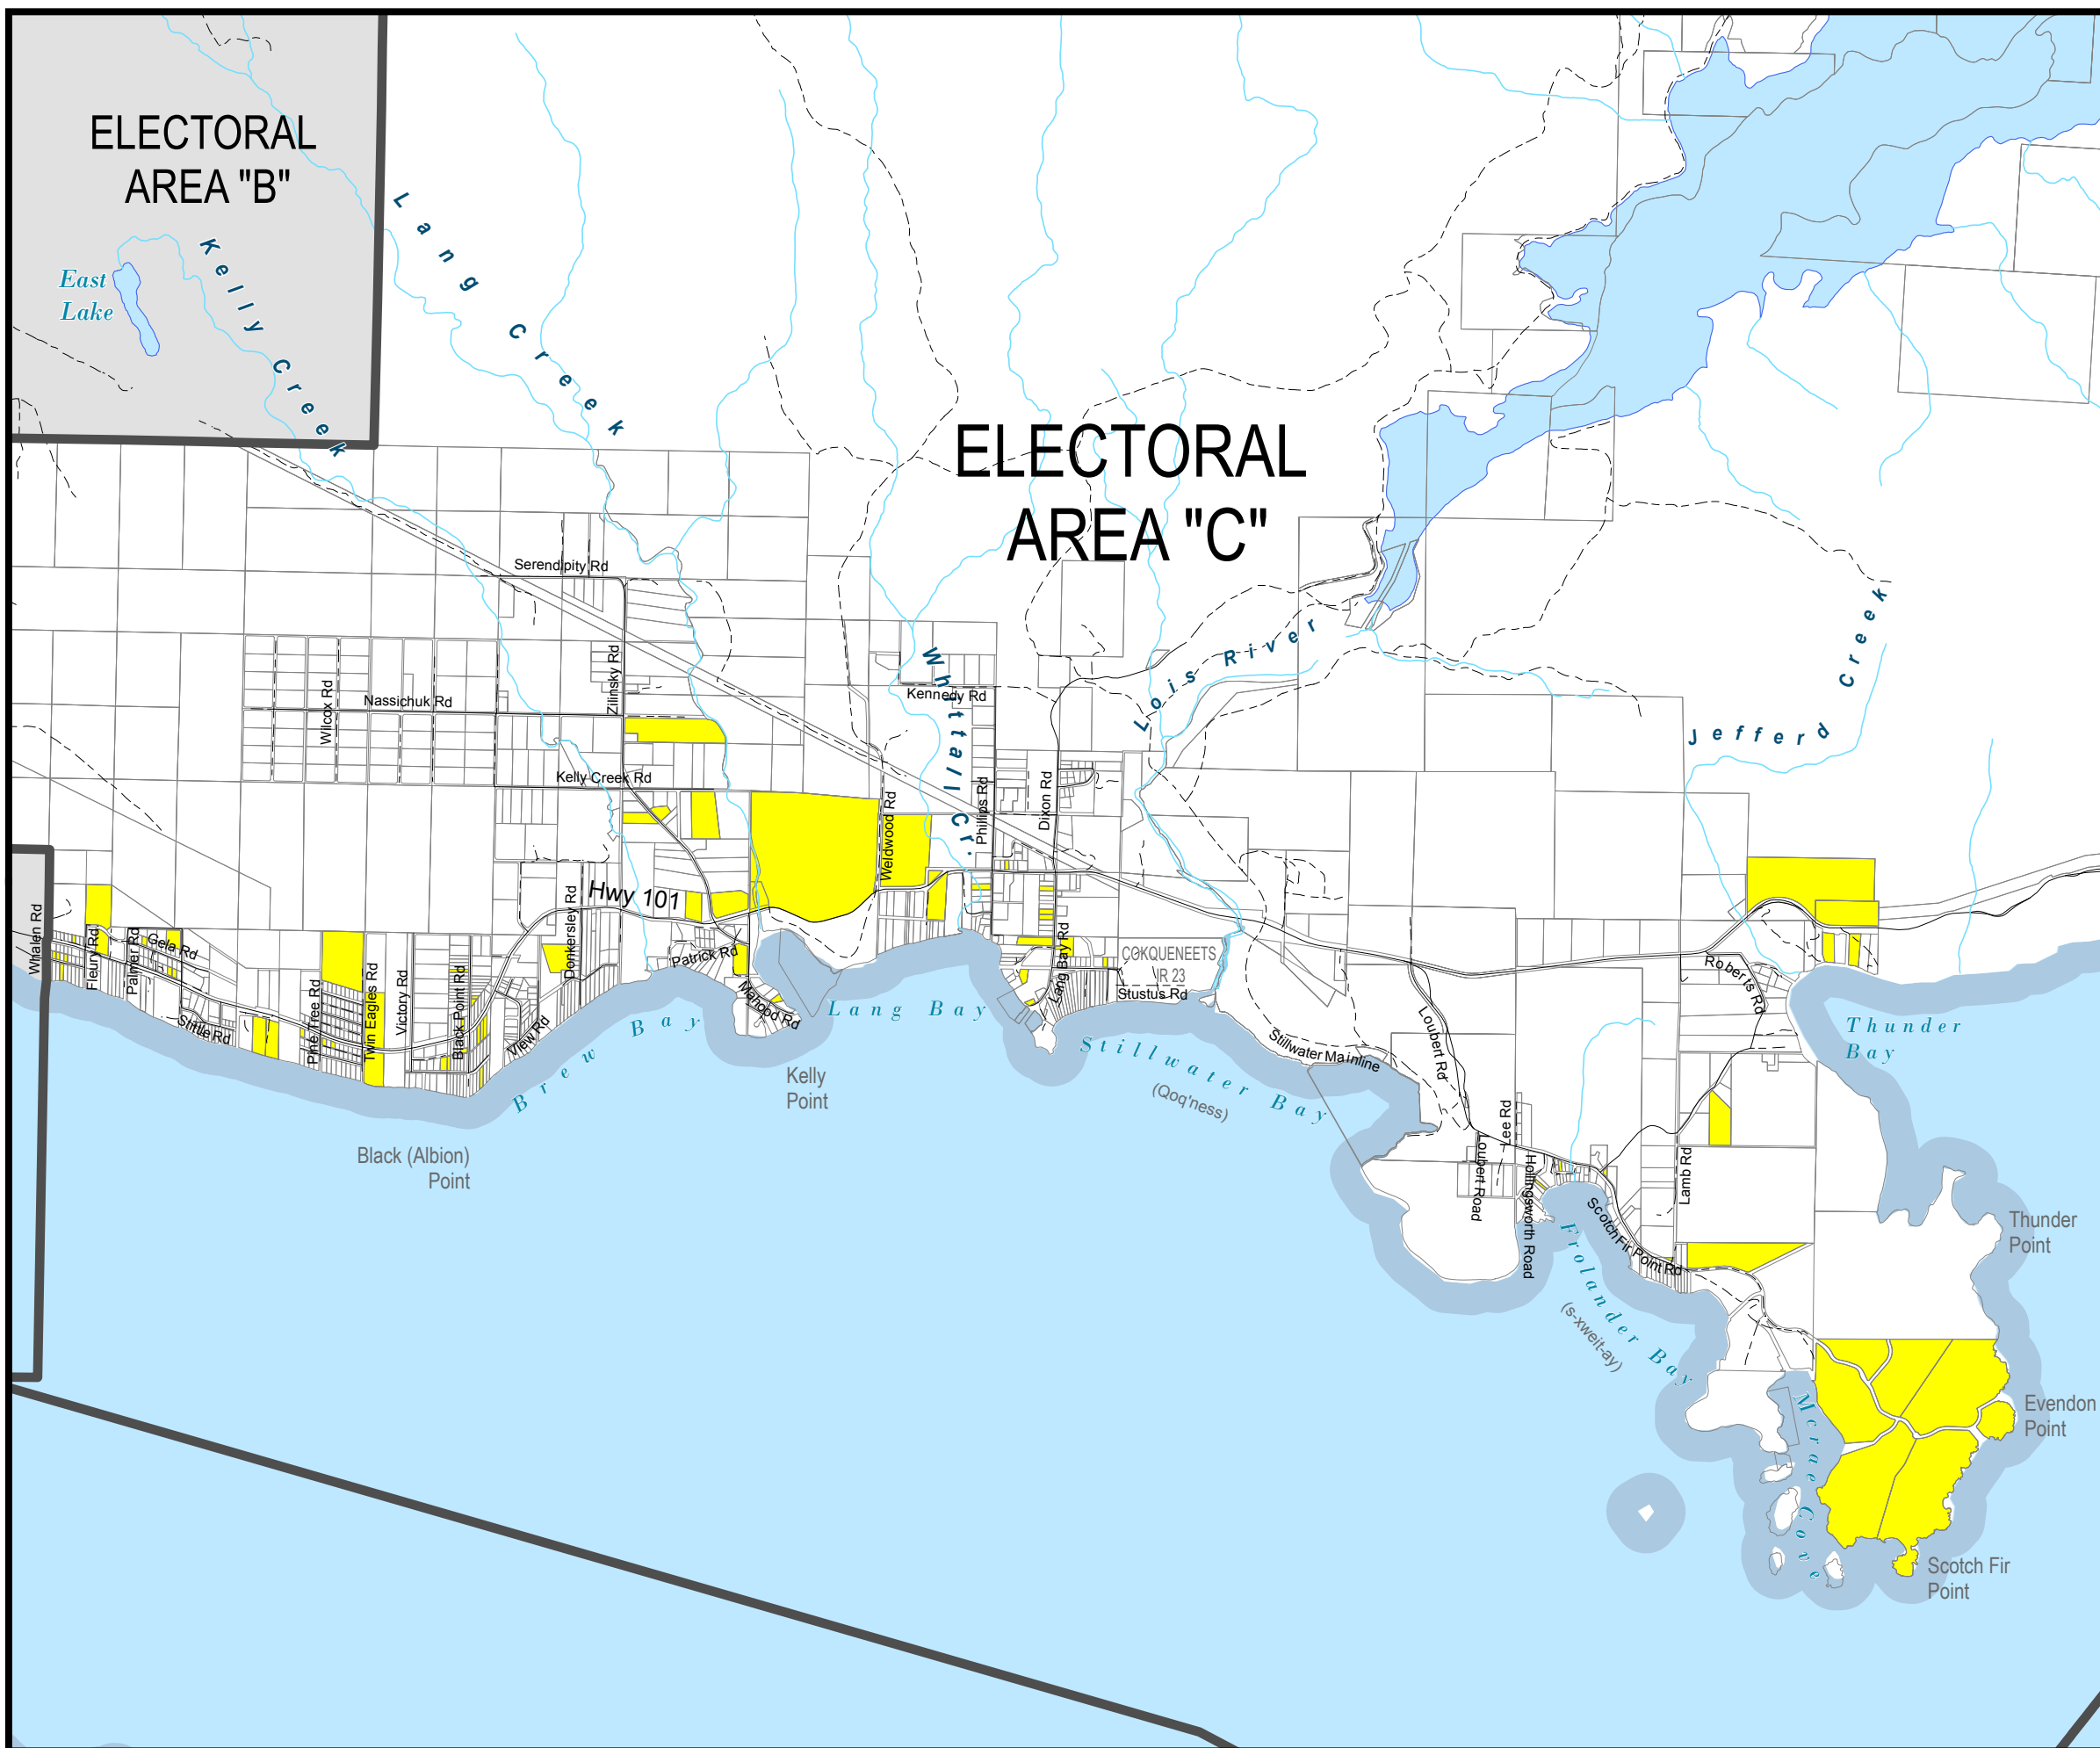 ELECTORAL
AREA "B"
East
Lake
Kelly Creek
Lang Creek
ELECTORAL
AREA "C"
Serendipity Rd
Zilinsky Rd
Wilcox Rd
Nassichuk Rd
Kelly Creek Rd
Kennedy Rd
Whittall Cr.
Lois River
Jefferd Creek
Weldwood Rd
Phillips Rd
Dixon Rd
Hwy 101
Whalen Rd
Fleury Rd
Palmer Rd
Gela Rd
Stittle Rd
Pine Tree Rd
Twin Eagles Rd
Victory Rd
Black Point Rd
View Rd
Donkersley Rd
Patrick Rd
Mahood Rd
Lang Bay Rd
COKQUENEETS
IR 23
Stustus Rd
Brew Bay
Lang Bay
Stillwater Bay
(Qoq'ness)
Stillwater Mainline
Kelly
Point
Black (Albion)
Point
Loubert Rd
Lee Rd
Loubert Road
Hollingsworth Road
Roberts Rd
Lamb Rd
Scotch Fir Point Rd
Thunder
Bay
Thunder
Point
Frolander Bay
(s-xweit-ay)
Mcrae Cove
Evendon
Point
Scotch Fir
Point